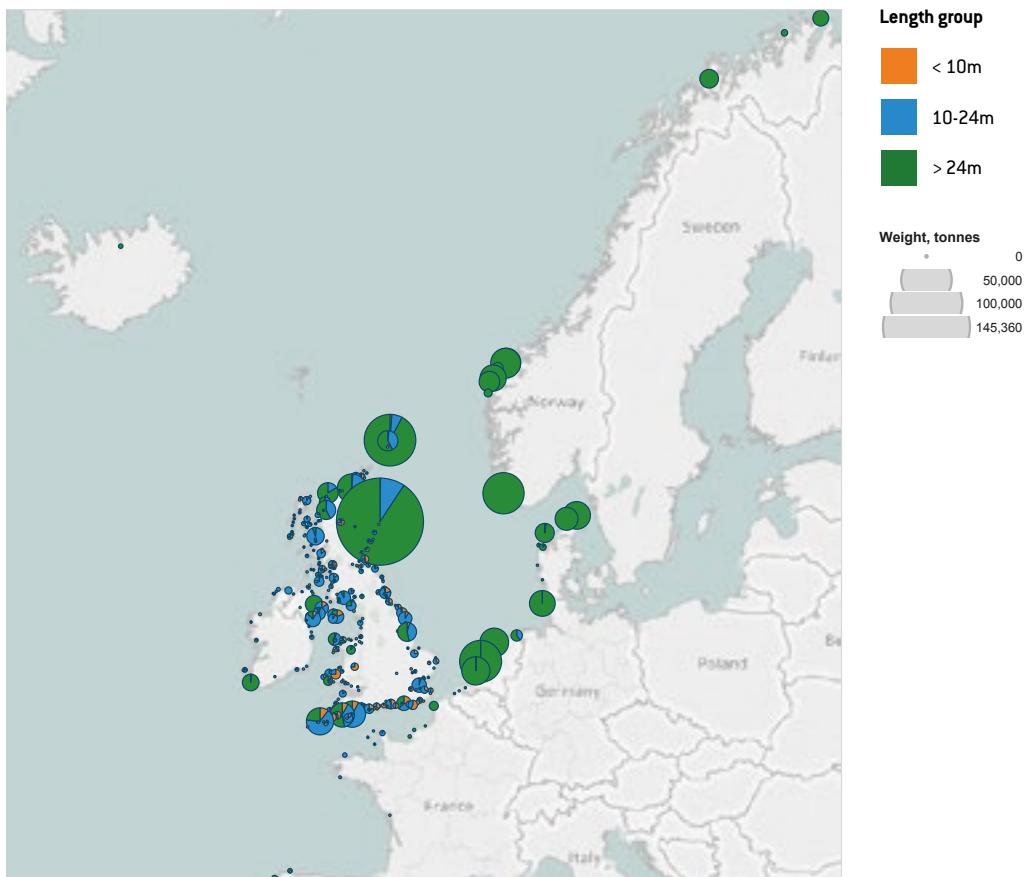 Length group
< 10m
10-24m
> 24m
Weight, tonnes
0
50,000
100,000
145,360
Sweden
Norway
Poland
Germany
France
Italy